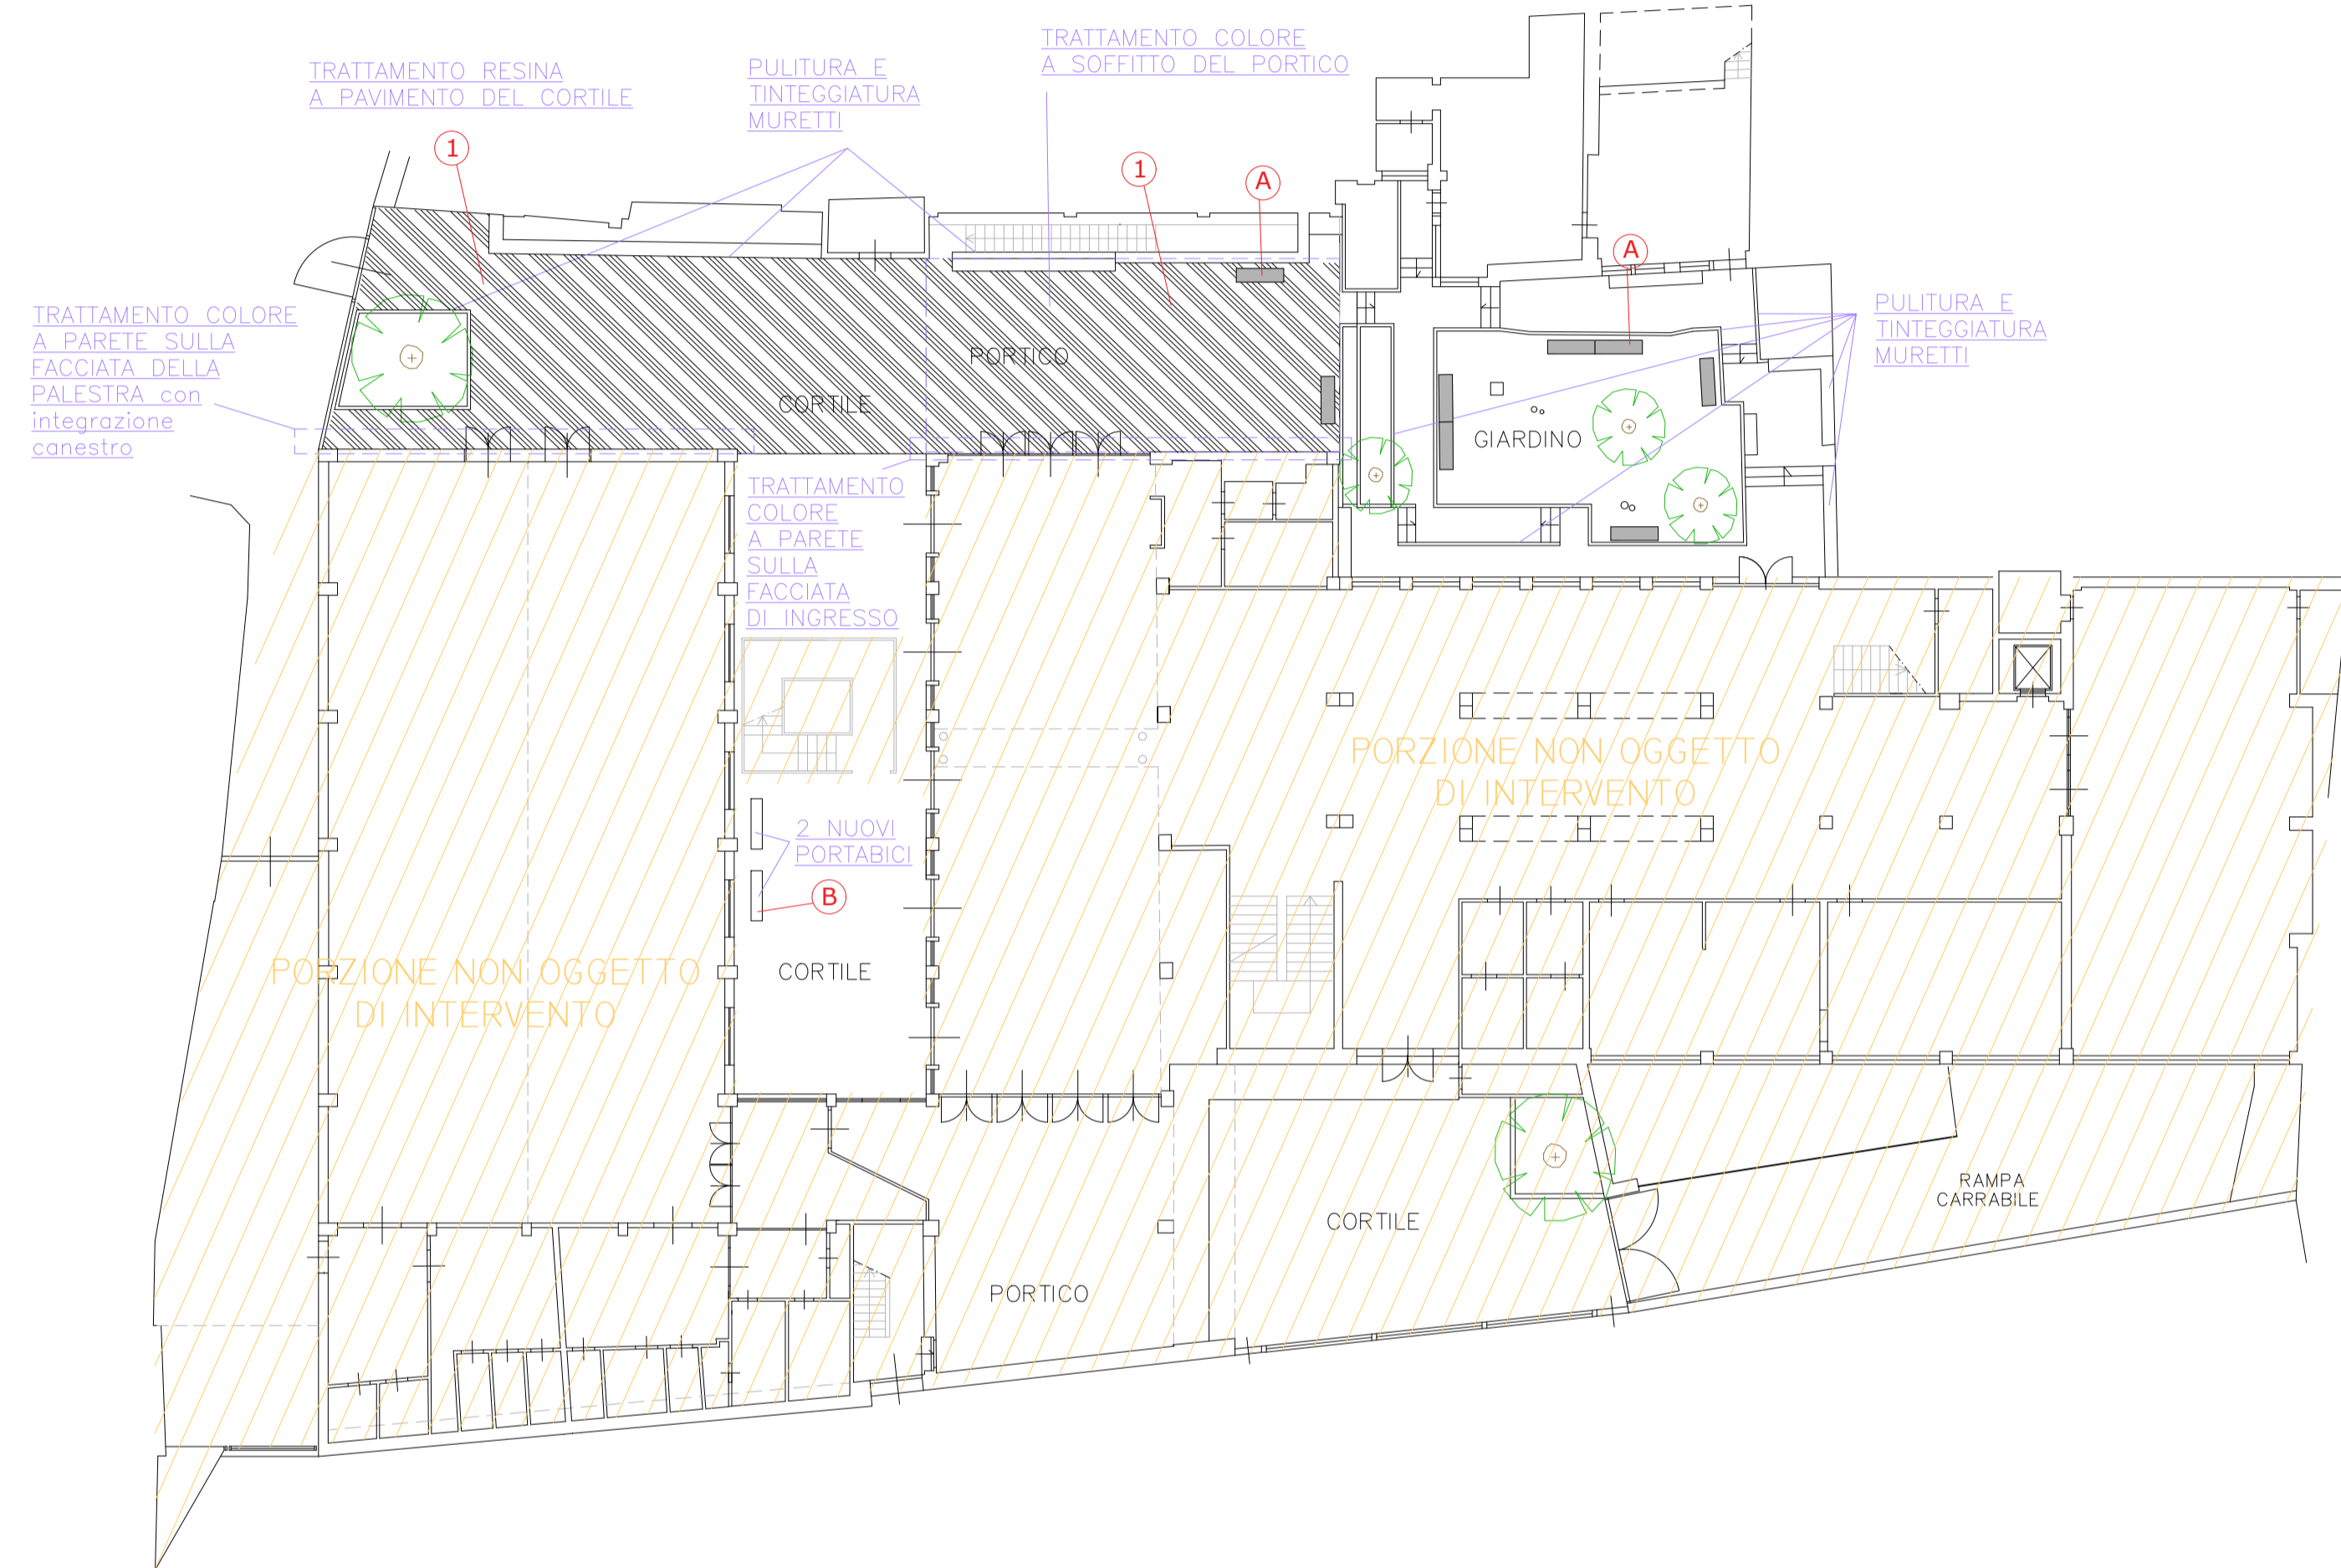 TRATTAMENTO COLORE
A SOFFITTO DEL PORTICO
TRATTAMENTO RESINA
A PAVIMENTO DEL CORTILE
PULITURA E
TINTEGGIATURA
MURETTI
1
1
A
A
TRATTAMENTO COLORE
A PARETE SULLA
FACCIATA DELLA
PALESTRA con
integrazione
canestro
PULITURA E
TINTEGGIATURA
MURETTI
PORTICO
CORTILE
GIARDINO
TRATTAMENTO
COLORE
A PARETE
SULLA
FACCIATA
DI INGRESSO
PORZIONE NON OGGETTO
DI INTERVENTO
2 NUOVI
PORTABICI
B
CORTILE
PORZIONE NON OGGETTO
DI INTERVENTO
RAMPA
CARRABILE
CORTILE
PORTICO